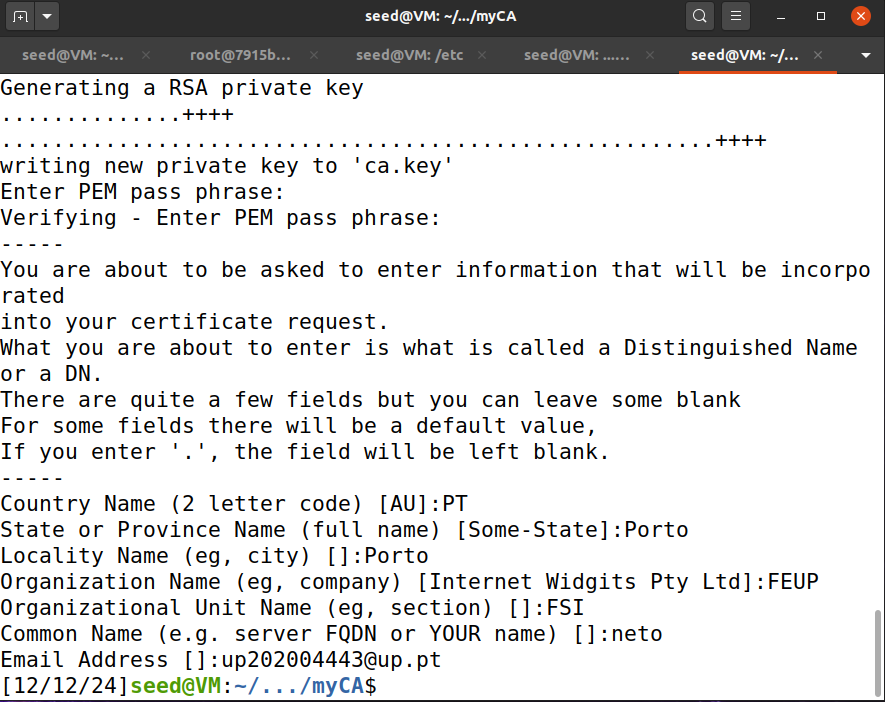 seed@VM: ~/.../myCA
seed@VM: ~... root@7915b... seed@VM: /etc seed@VM: ...... seed@VM: ~/...
Generating a RSA private key
..............++++
.......................................................++++
writing new private key to 'ca.key'
Enter PEM pass phrase:
Verifying - Enter PEM pass phrase:
-----
You are about to be asked to enter information that will be incorpo
rated
into your certificate request.
What you are about to enter is what is called a Distinguished Name
or a DN.
There are quite a few fields but you can leave some blank
For some fields there will be a default value,
If you enter '.', the field will be left blank.
-----
Country Name (2 letter code) [AU]:PT
State or Province Name (full name) [Some-State]:Porto
Locality Name (eg, city) []:Porto
Organization Name (eg, company) [Internet Widgits Pty Ltd]:FEUP
Organizational Unit Name (eg, section) []:FSI
Common Name (e.g. server FQDN or YOUR name) []:neto
Email Address []:up202004443@up.pt
[12/12/24]seed@VM:~/.../myCA$